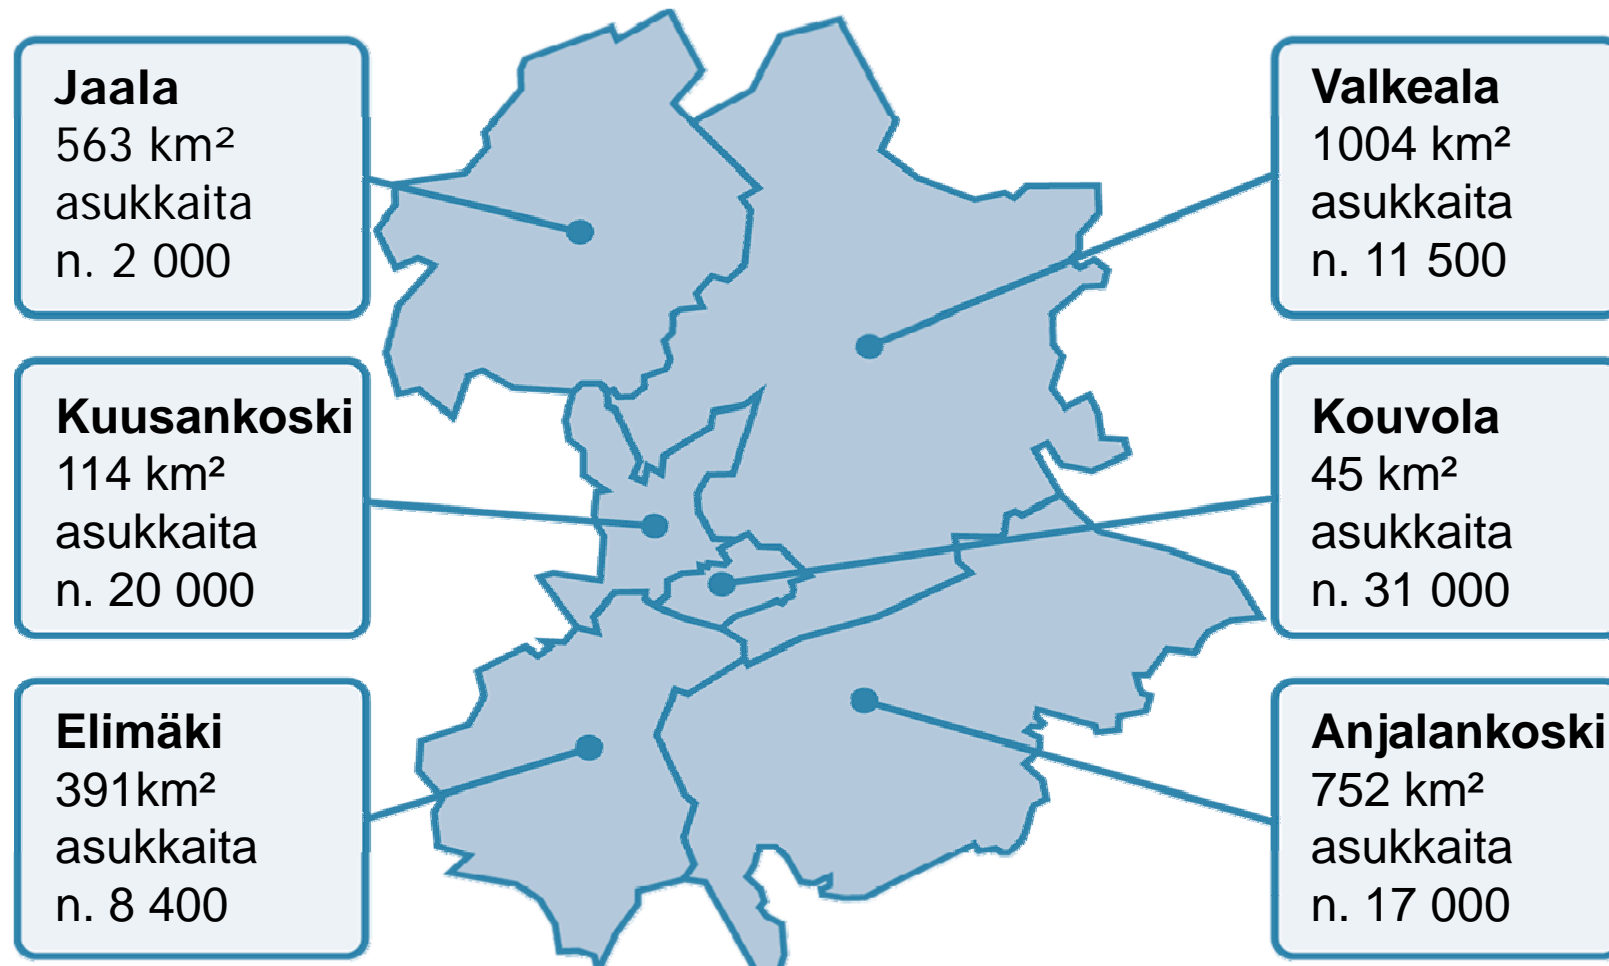 Jaala
563 km²
asukkaita
n. 2 000
Kuusankoski
114 km²
asukkaita
n. 20 000
Elimäki
391km²
asukkaita
n. 8 400
Valkeala
1004 km²
asukkaita
n. 11 500
Kouvola
45 km²
asukkaita
n. 31 000
Anjalankoski
752 km²
asukkaita
n. 17 000